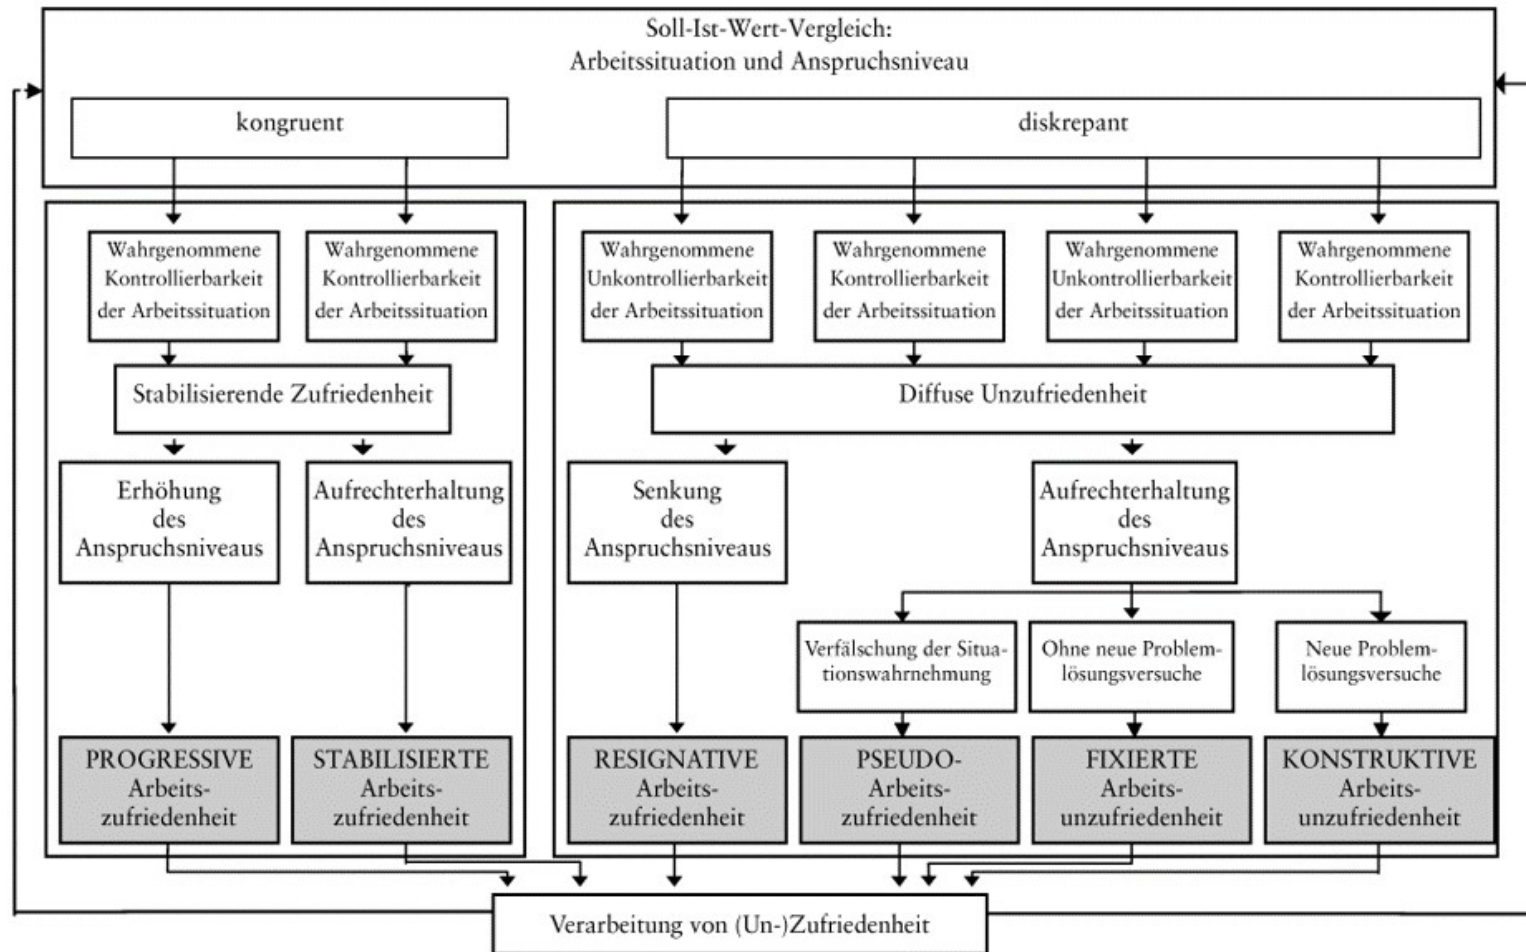 Soll-Ist-Wert-Vergleich:
Arbeitssituation und Anspruchsniveau
kongruent
diskrepant
Wahrgenommene
Kontrollierbarkeit
der Arbeitssituation
Wahrgenommene
Kontrollierbarkeit
der Arbeitssituation
Wahrgenommene
Unkontrollierbarkeit
der Arbeitssituation
Wahrgenommene
Kontrollierbarkeit
der Arbeitssituation
Wahrgenommene
Unkontrollierbarkeit
der Arbeitssituation
Wahrgenommene
Kontrollierbarkeit
der Arbeitssituation
Stabilisierende Zufriedenheit
Diffuse Unzufriedenheit
Erhöhung
des
Anspruchsniveaus
Aufrechterhaltung
des
Anspruchsniveaus
Senkung
des
Anspruchsniveaus
Aufrechterhaltung
des
Anspruchsniveaus
Verfälschung der Situa-
tionswahrnehmung
Ohne neue Problem-
lösungsversuche
Neue Problem-
lösungsversuche
PROGRESSIVE
Arbeits-
zufriedenheit
STABILISIERTE
Arbeits-
zufriedenheit
RESIGNATIVE
Arbeits-
zufriedenheit
PSEUDO-
Arbeits-
zufriedenheit
FIXIERTE
Arbeits-
unzufriedenheit
KONSTRUKTIVE
Arbeits-
unzufriedenheit
Verarbeitung von (Un-)Zufriedenheit